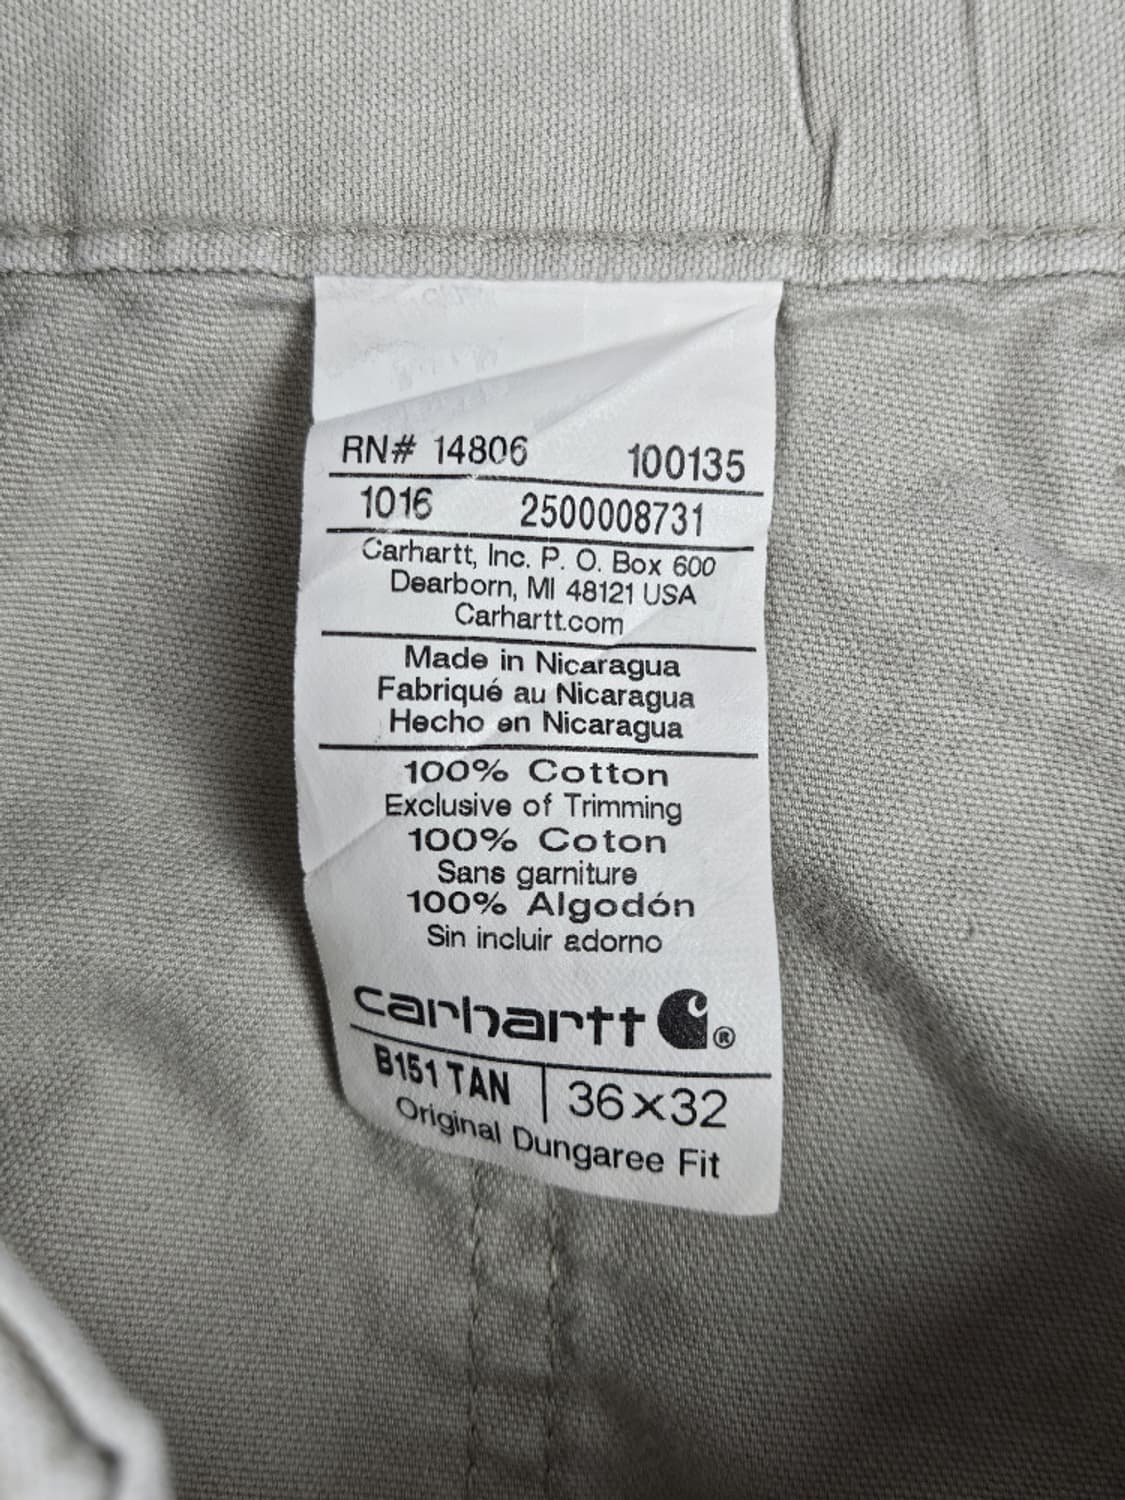 RN# 14806 100135
1016 2500008731
Carhartt, Inc. P. O. Box 600
Dearborn, MI 48121 USA
Carhartt.com
Made in Nicaragua
Fabriqué au Nicaragua
Hecho en Nicaragua
100% Cotton
Exclusive of Trimming
100% Coton
Sans garniture
100% Algodón
Sin incluir adorno
carhartt ®
B151 TAN | 36x32
Original Dungaree Fit